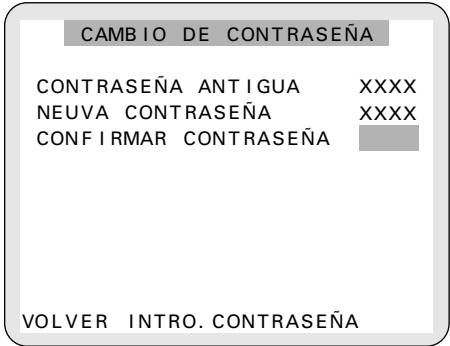 CAMBIO DE CONTRASEÑA
CONTRASEÑA ANTIGUA XXXX
NEUVA CONTRASEÑA XXXX
CONFIRMAR CONTRASEÑA
VOLVER INTRO. CONTRASEÑA